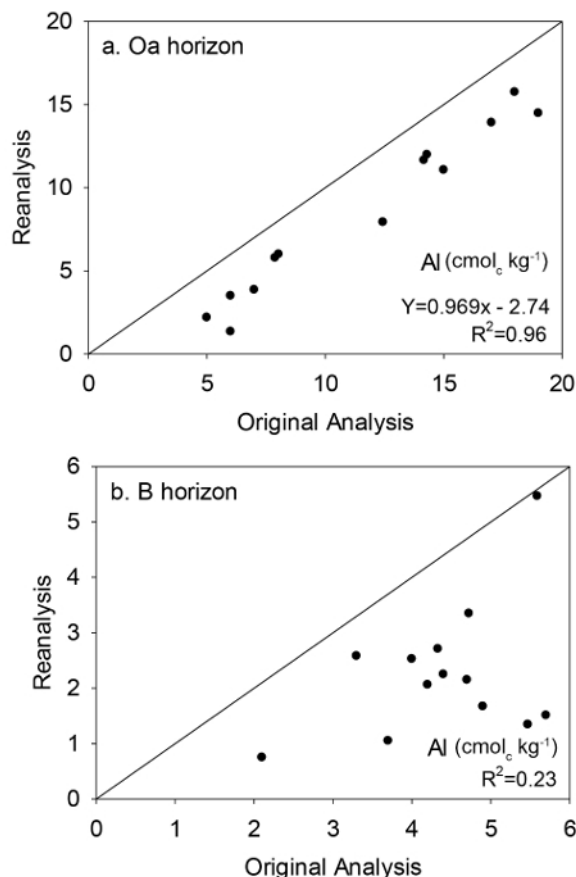 20
a. Oa horizon
15
Reanalysis
10
5
Al (cmol_c kg⁻¹)
Y=0.969x - 2.74
R²=0.96
0
0 5 10 15 20
Original Analysis
6
b. B horizon
5
4
Reanalysis
3
2
1
Al (cmol_c kg⁻¹)
R²=0.23
0
0 1 2 3 4 5 6
Original Analysis